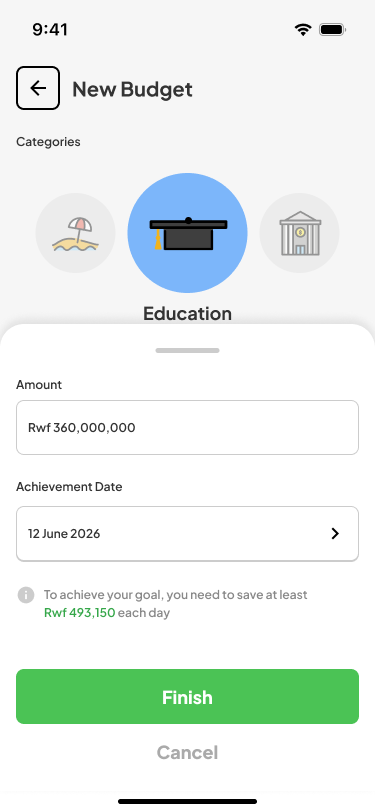 9:41
New Budget
Categories
Education
Amount
Rwf 360,000,000
Achievement Date
12 June 2026
To achieve your goal, you need to save at least
Rwf 493,150 each day
Finish
Cancel